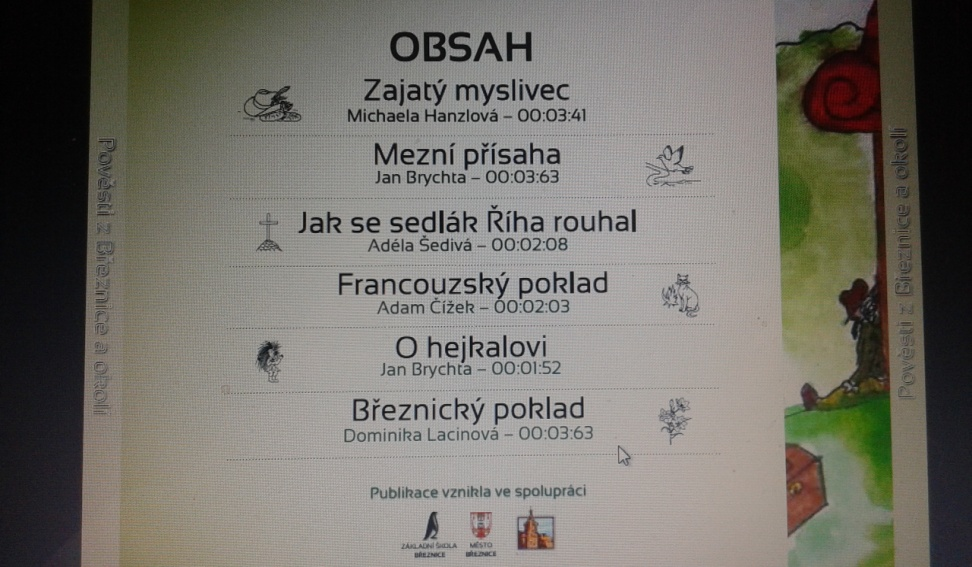 OBSAH
Zajatý myslivec
Michaela Hanzlová – 00:03:41
Mezní přísaha
Jan Brychta – 00:03:63
Jak se sedlák Říha rouhal
Adéla Šedivá – 00:02:08
Francouzský poklad
Adam Čížek – 00:02:03
O hejkalovi
Jan Brychta – 00:01:52
Březnický poklad
Dominika Lacinová – 00:03:63
Publikace vznikla ve spolupráci
ZÁKLADNÍ ŠKOLA
BŘEZNICE
MĚSTO
BŘEZNICE
Pověsti z Březnice a okolí
Pověsti z Březnice a okolí